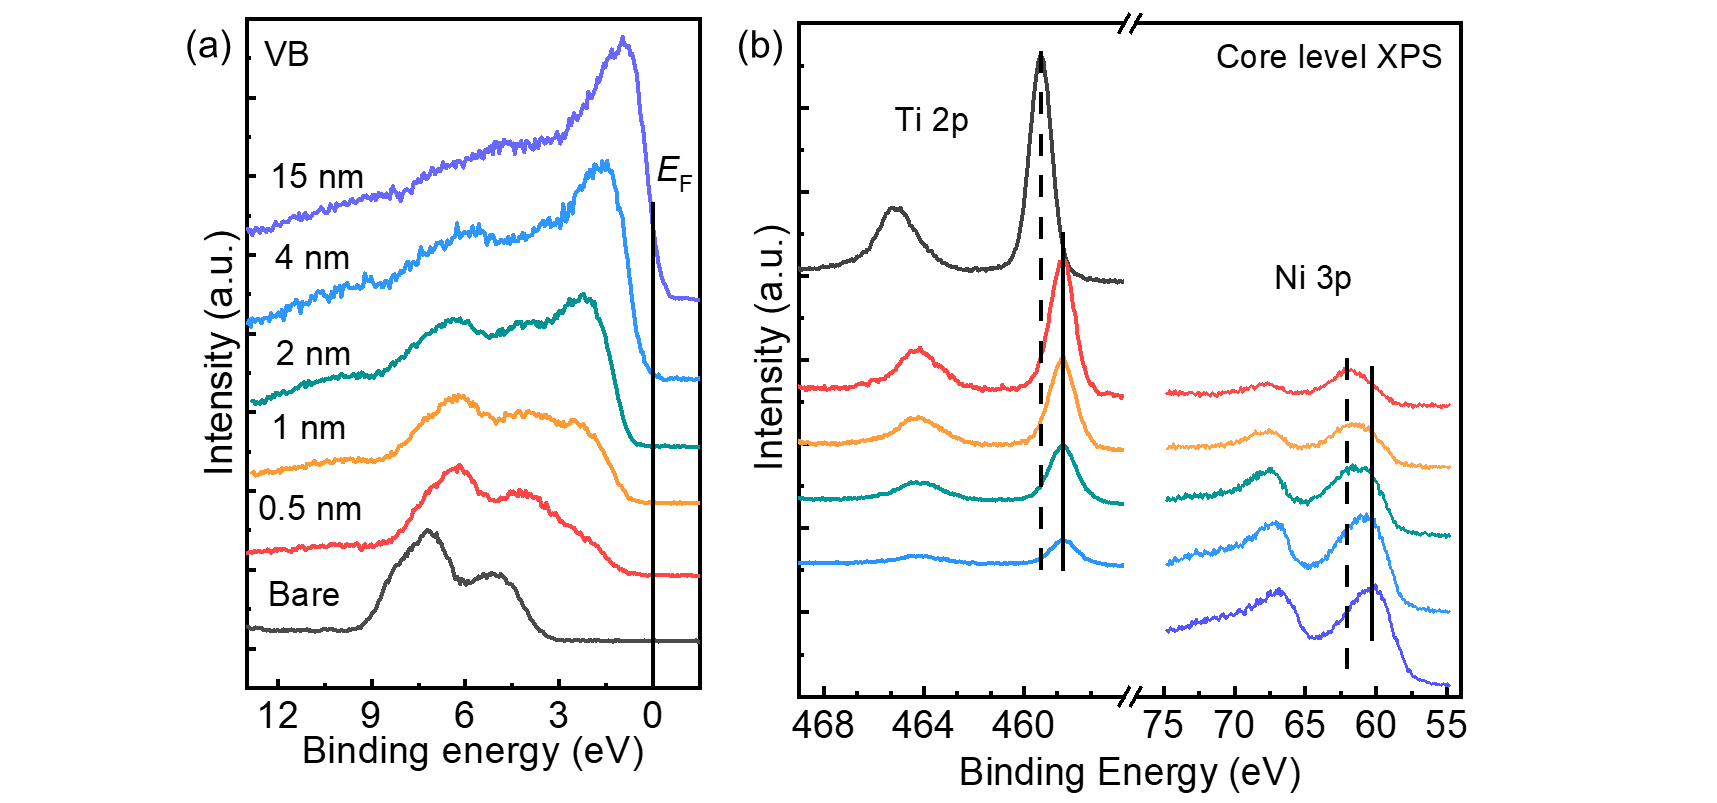 (a)
VB
15 nm
4 nm
2 nm
1 nm
0.5 nm
Bare
EF
Intensity (a.u.)
12 9 6 3 0
Binding energy (eV)
(b)
Core level XPS
Ti 2p
Ni 3p
Intensity (a.u.)
468 464 460 75 70 65 60 55
Binding Energy (eV)